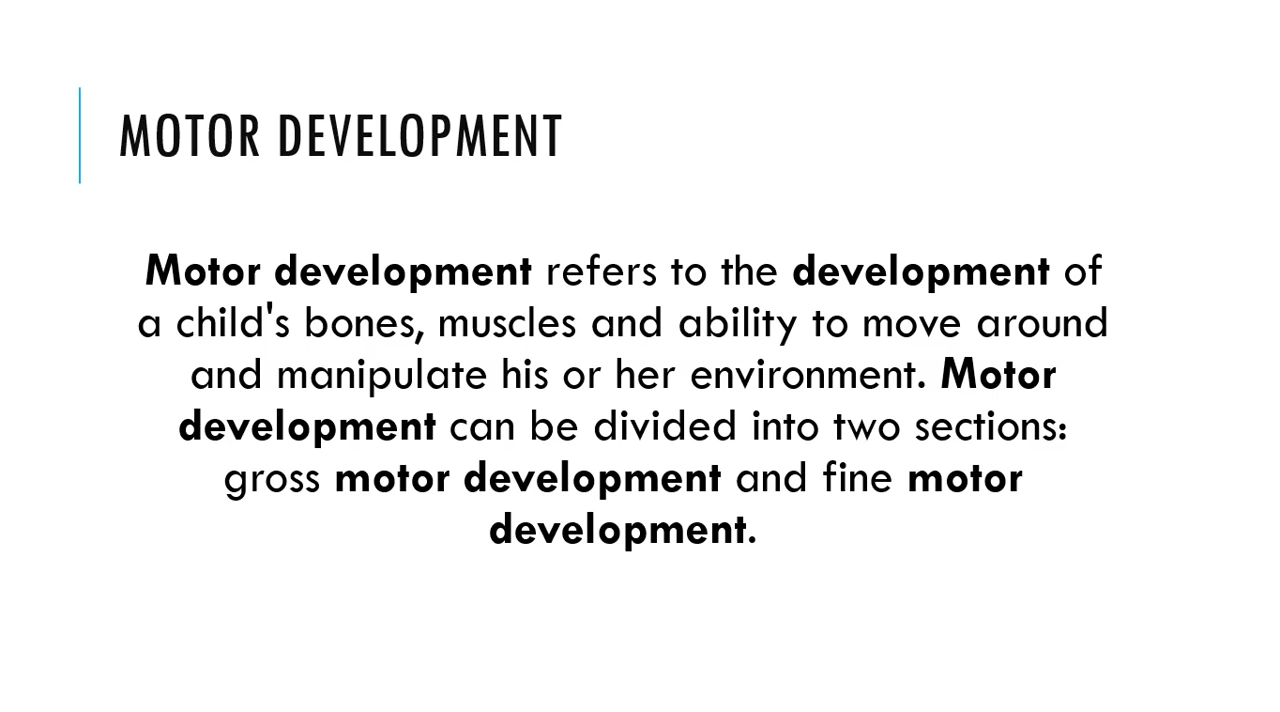 MOTOR DEVELOPMENT
Motor development refers to the development of
a child's bones, muscles and ability to move around
and manipulate his or her environment. Motor
development can be divided into two sections:
gross motor development and fine motor
development.